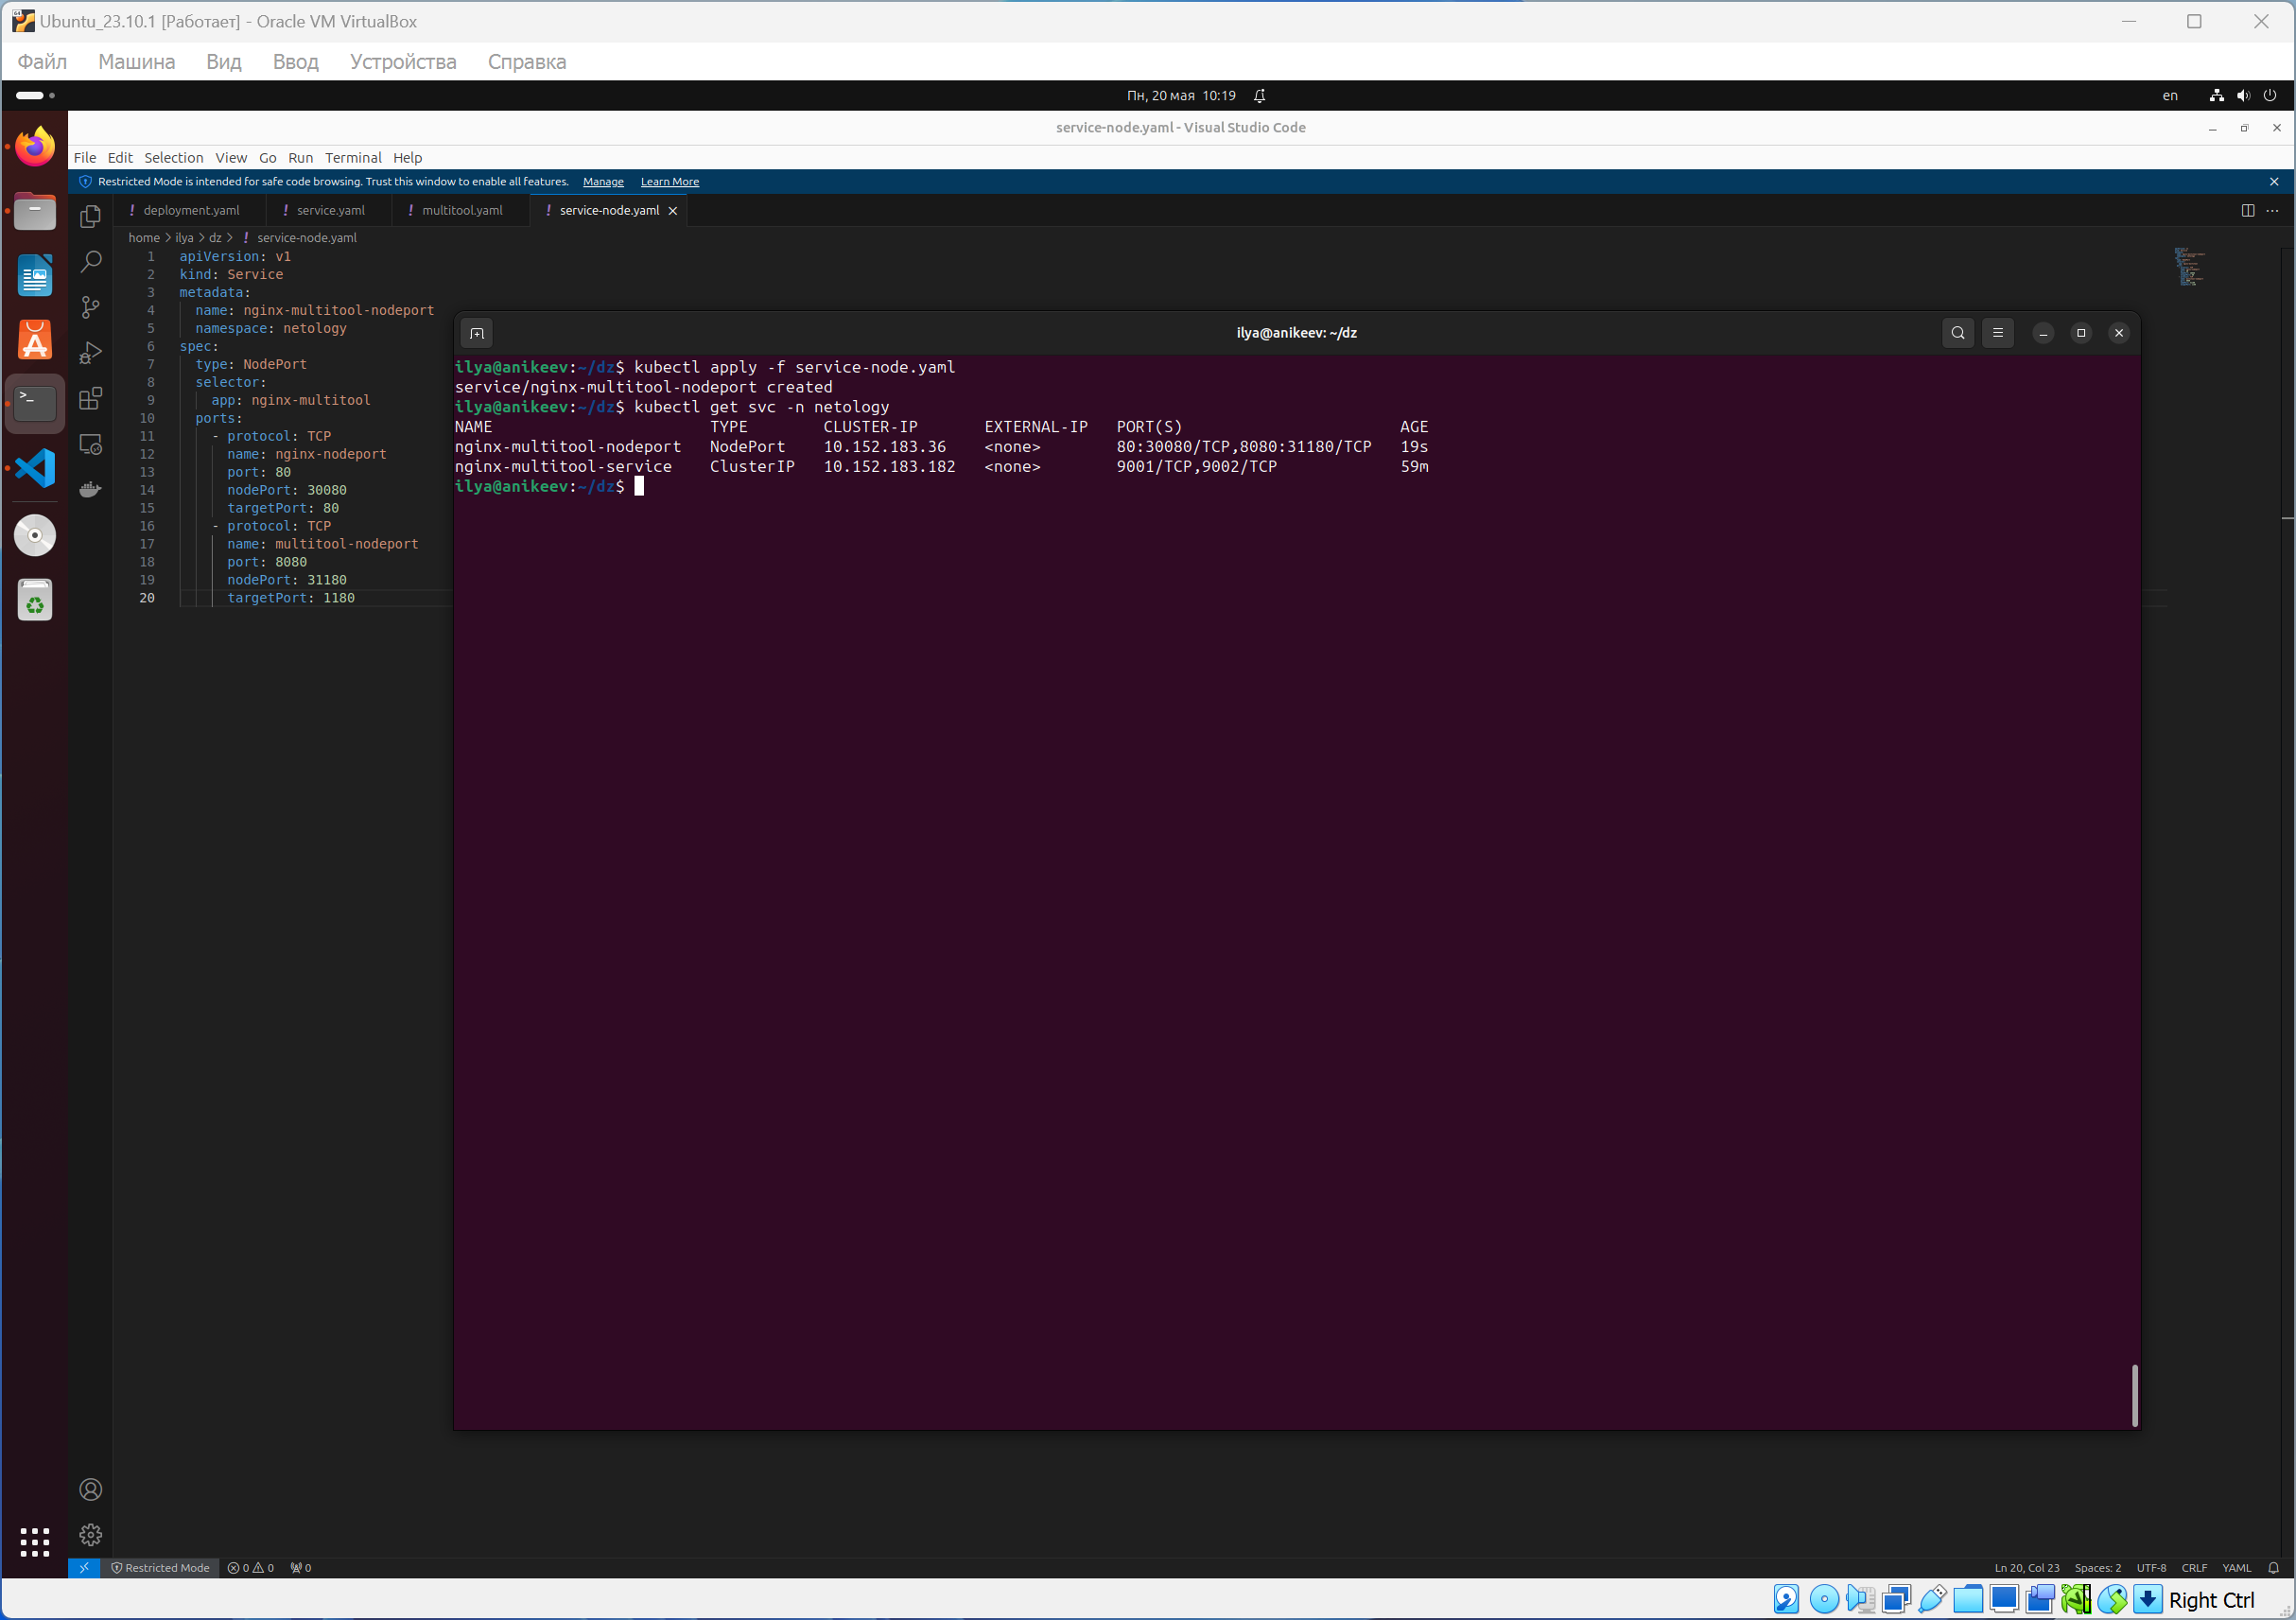 Ubuntu_23.10.1 [Работает] - Oracle VM VirtualBox
Файл Машина Вид Ввод Устройства Справка
Пн, 20 мая 10:19
en
service-node.yaml - Visual Studio Code
File Edit Selection View Go Run Terminal Help
Restricted Mode is intended for safe code browsing. Trust this window to enable all features. Manage Learn More
! deployment.yaml ! service.yaml ! multitool.yaml ! service-node.yaml
home > ilya > dz > ! service-node.yaml
1 apiVersion: v1
2 kind: Service
3 metadata:
4 name: nginx-multitool-nodeport
5 namespace: netology
6 spec:
7 type: NodePort
8 selector:
9 app: nginx-multitool
10 ports:
11 - protocol: TCP
12 name: nginx-nodeport
13 port: 80
14 nodePort: 30080
15 targetPort: 80
16 - protocol: TCP
17 name: multitool-nodeport
18 port: 8080
19 nodePort: 31180
20 targetPort: 1180
ilya@anikeev: ~/dz
ilya@anikeev:~/dz$ kubectl apply -f service-node.yaml
service/nginx-multitool-nodeport created
ilya@anikeev:~/dz$ kubectl get svc -n netology
NAME TYPE CLUSTER-IP EXTERNAL-IP PORT(S) AGE
nginx-multitool-nodeport NodePort 10.152.183.36 <none> 80:30080/TCP,8080:31180/TCP 19s
nginx-multitool-service ClusterIP 10.152.183.182 <none> 9001/TCP,9002/TCP 59m
ilya@anikeev:~/dz$
Restricted Mode 0 0 0
Ln 20, Col 23 Spaces: 2 UTF-8 CRLF YAML
Right Ctrl